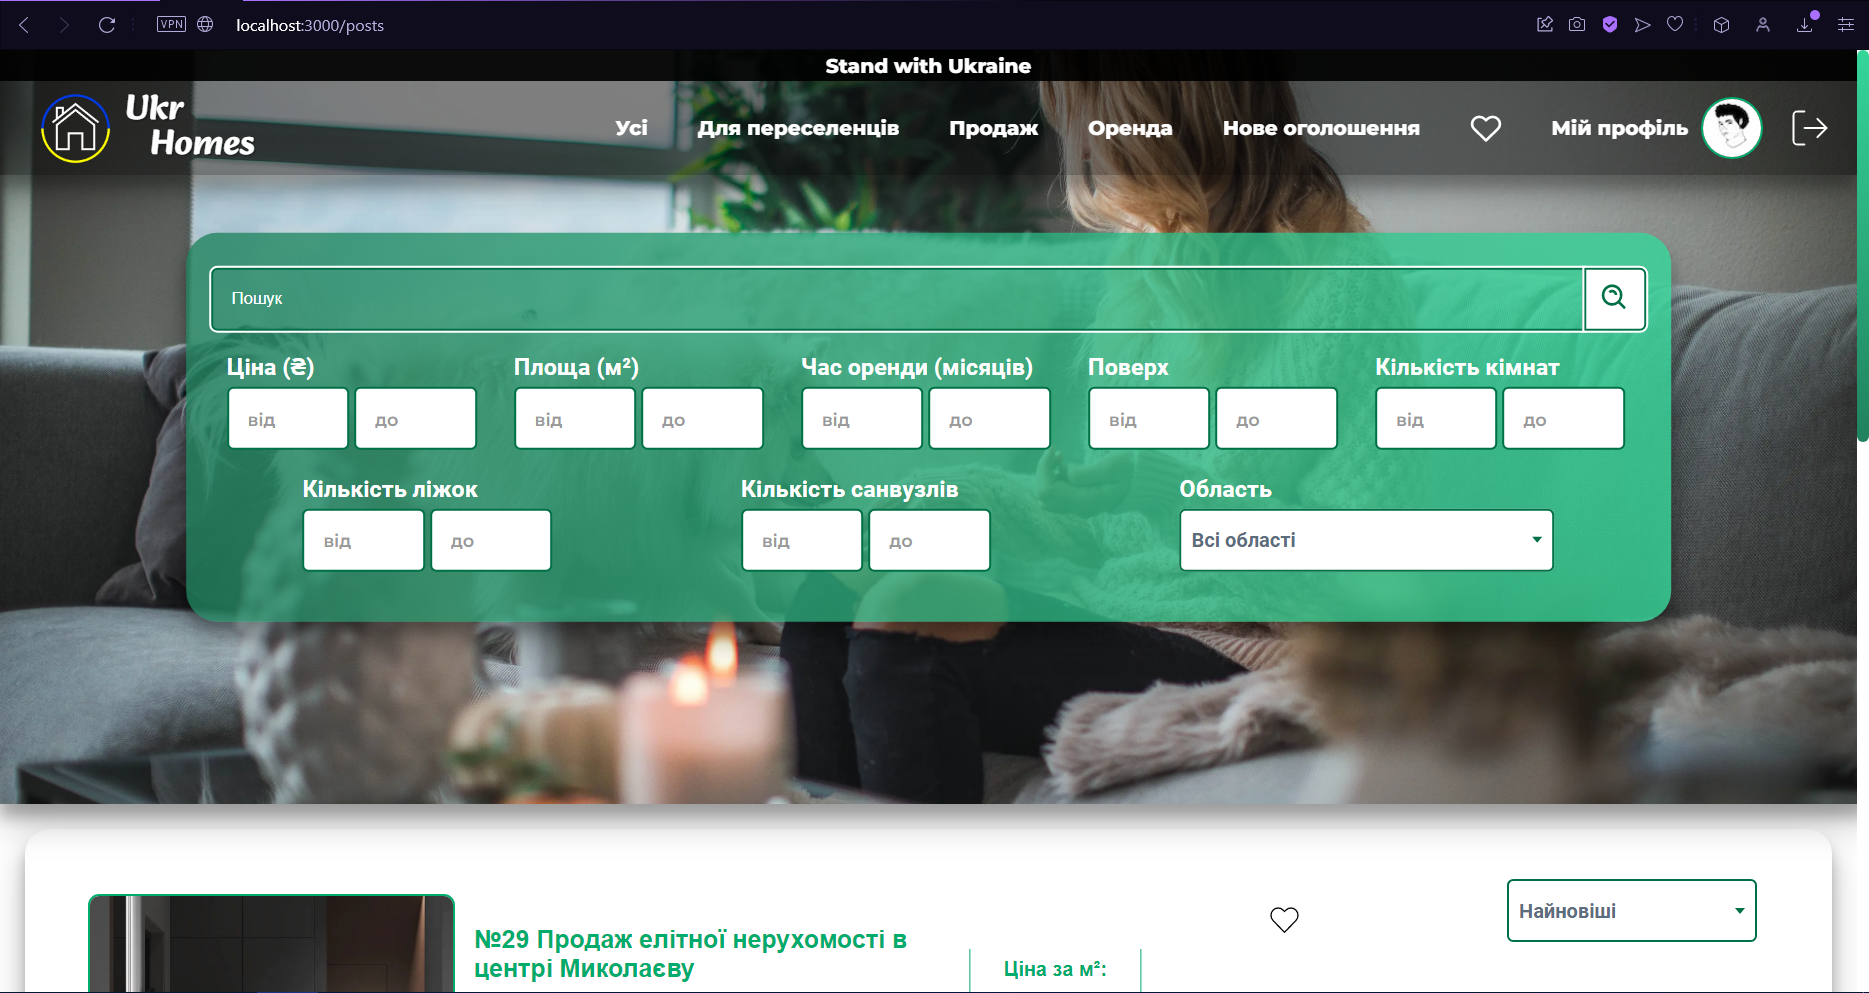 VPN
localhost:3000/posts
Stand with Ukraine
Ukr
Homes
Усі
Для переселенців
Продаж
Оренда
Нове оголошення
Мій профіль
Пошук
Ціна (₴)
Площа (м²)
Час оренди (місяців)
Поверх
Кількість кімнат
від
до
від
до
від
до
від
до
від
до
Кількість ліжок
Кількість санвузлів
Область
від
до
від
до
Всі області
Найновіші
№29 Продаж елітної нерухомості в
центрі Миколаєву
Ціна за м²: